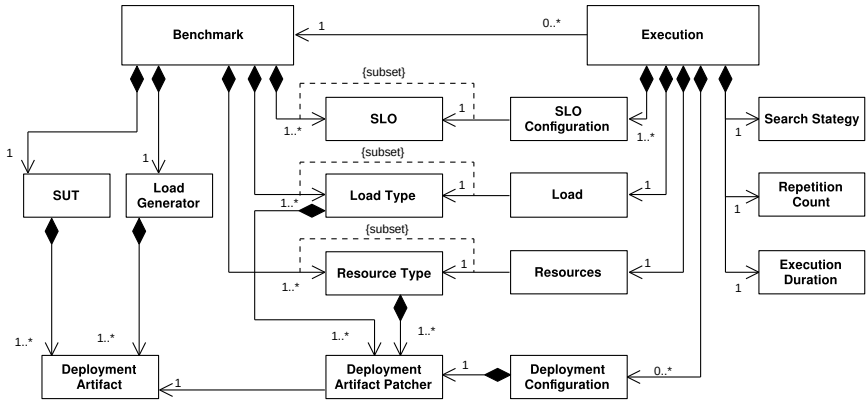 Benchmark
1
0..*
Execution
{subset}
1..*
SLO
1
SLO
Configuration
1..*
1
Search Stategy
{subset}
1
SUT
1
Load
Generator
1..*
Load Type
1
Load
1
1
Repetition
Count
{subset}
1..*
Resource Type
1
Resources
1
1
Execution
Duration
1..*
1..*
1..*
1..*
Deployment
Artifact
1
Deployment
Artifact Patcher
1
Deployment
Configuration
0..*